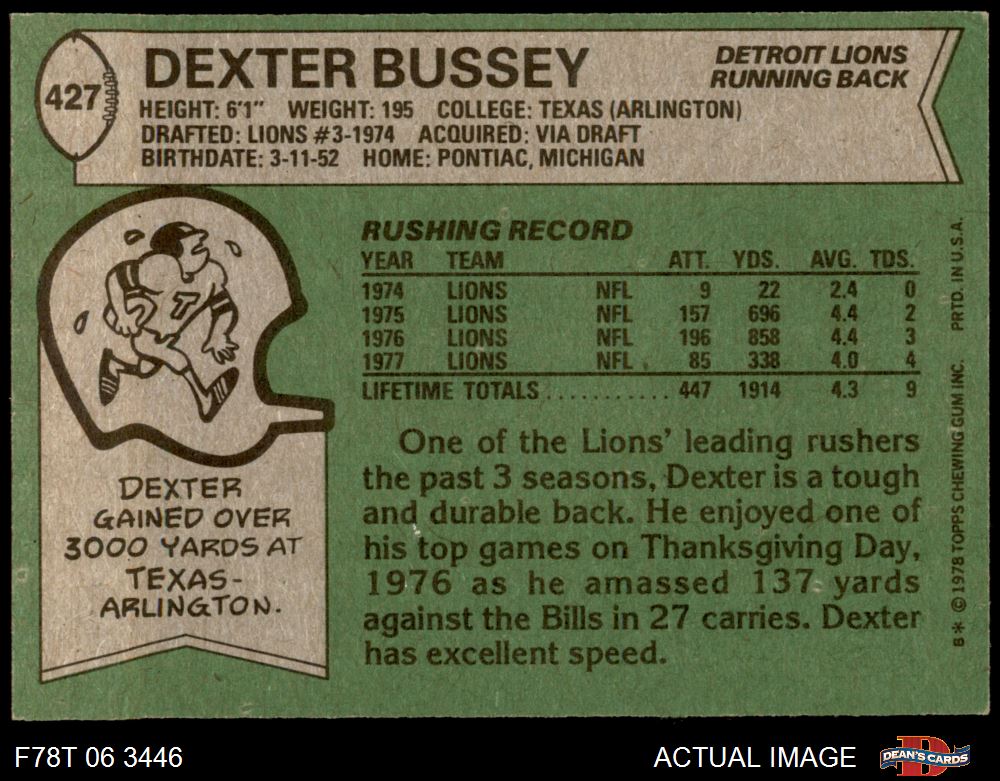 427
DEXTER BUSSEY
DETROIT LIONS
RUNNING BACK
HEIGHT: 6'1" WEIGHT: 195 COLLEGE: TEXAS (ARLINGTON)
DRAFTED: LIONS #3-1974 ACQUIRED: VIA DRAFT
BIRTHDATE: 3-11-52 HOME: PONTIAC, MICHIGAN
T
DEXTER
GAINED OVER
3000 YARDS AT
TEXAS-
ARLINGTON.
RUSHING RECORD
YEAR TEAM ATT. YDS. AVG. TDS.
1974 LIONS NFL 9 22 2.4 0
1975 LIONS NFL 157 696 4.4 2
1976 LIONS NFL 196 858 4.4 3
1977 LIONS NFL 85 338 4.0 4
LIFETIME TOTALS ........... 447 1914 4.3 9
One of the Lions' leading rushers
the past 3 seasons, Dexter is a tough
and durable back. He enjoyed one of
his top games on Thanksgiving Day,
1976 as he amassed 137 yards
against the Bills in 27 carries. Dexter
has excellent speed.
B* © 1978 TOPPS CHEWING GUM INC. PRTD. IN U.S.A.
F78T 06 3446
ACTUAL IMAGE
DEAN'S CARDS